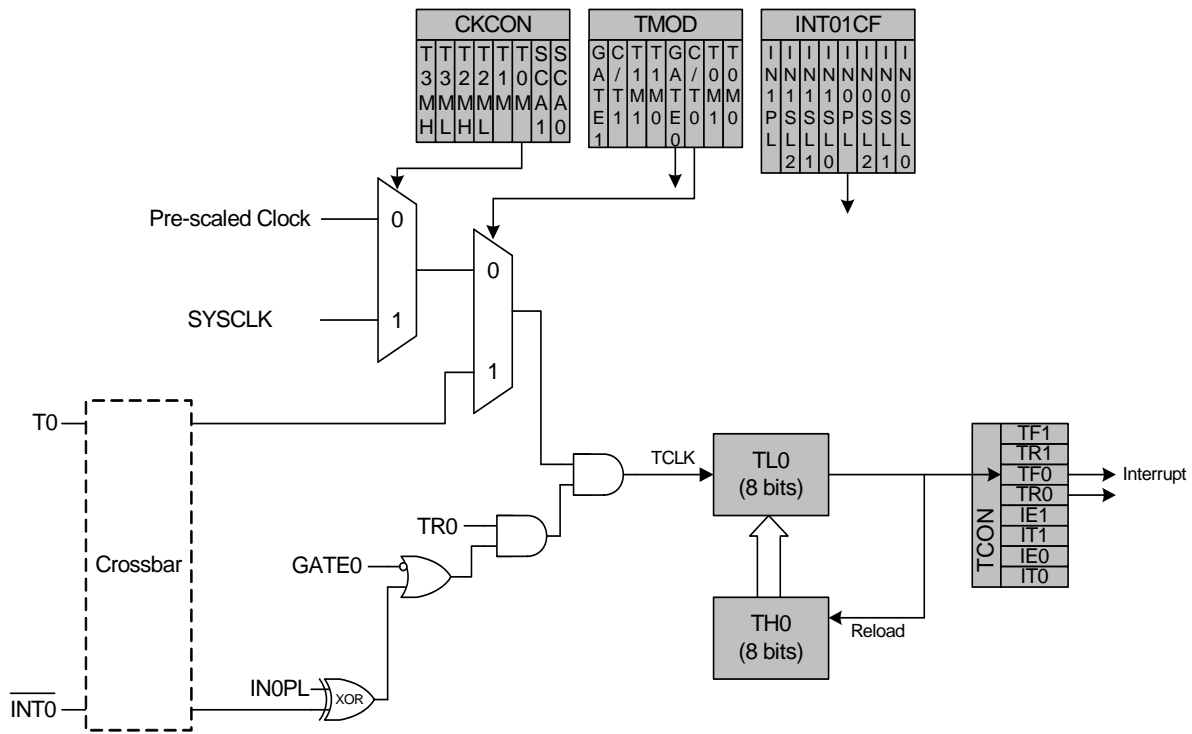 CKCON
T3MH
T3ML
T2MH
T2ML
T1M
T0M
SCA1
SCA0
TMOD
GATE1
C/T1
T1M1
T1M0
GATE0
C/T0
T0M1
T0M0
INT01CF
IN1PL
IN1SL2
IN1SL1
IN1SL0
IN0PL
IN0SL2
IN0SL1
IN0SL0
Pre-scaled Clock
0
SYSCLK
1
0
1
T0
Crossbar
INT0
TR0
GATE0
IN0PL
XOR
TCLK
TL0
(8 bits)
TH0
(8 bits)
Reload
TCON
TF1
TR1
TF0
TR0
IE1
IT1
IE0
IT0
Interrupt